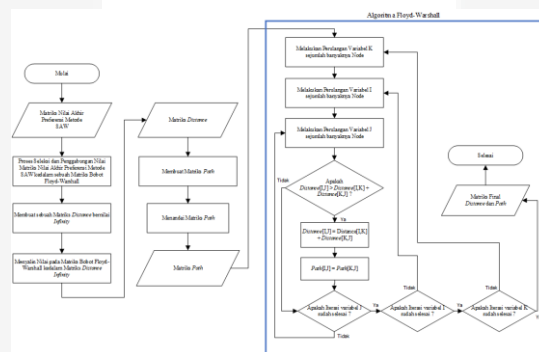 Algoritma Floyd-Warshall
Mulai
Matriks Nilai Akhir
Preferensi Metode
SAW
Proses Seleksi dan Penggabungan Nilai
Matriks Nilai Akhir Preferensi Metode
SAW kedalam sebuah Matriks Bobot
Floyd-Warshall
Membuat sebuah Matriks Distance bernilai
Infinity
Menyalin Nilai pada Matriks Bobot Floyd-
Warshall kedalam Matriks Distance
Infinity
Matriks Distance
Membuat Matriks Path
Menandai Matriks Path
Matriks Path
Melakukan Perulangan Variabel K
sejumlah banyaknya Node
Melakukan Perulangan Variabel I
sejumlah banyaknya Node
Melakukan Perulangan Variabel J
sejumlah banyaknya Node
Tidak
Apakah
Distance[I,J] > Distance[I,K] +
Distance[K,J] ?
Ya
Distance[I,J] = Distance[I,K]
+ Distance[K,J]
Path[I,J] = Path[K,J]
Apakah Iterasi variabel J
sudah selesai ?
Ya
Tidak
Apakah Iterasi variabel I
sudah selesai ?
Ya
Tidak
Apakah Iterasi variabel K
sudah selesai ?
Tidak
Matriks Final
Distance dan Path
Selesai